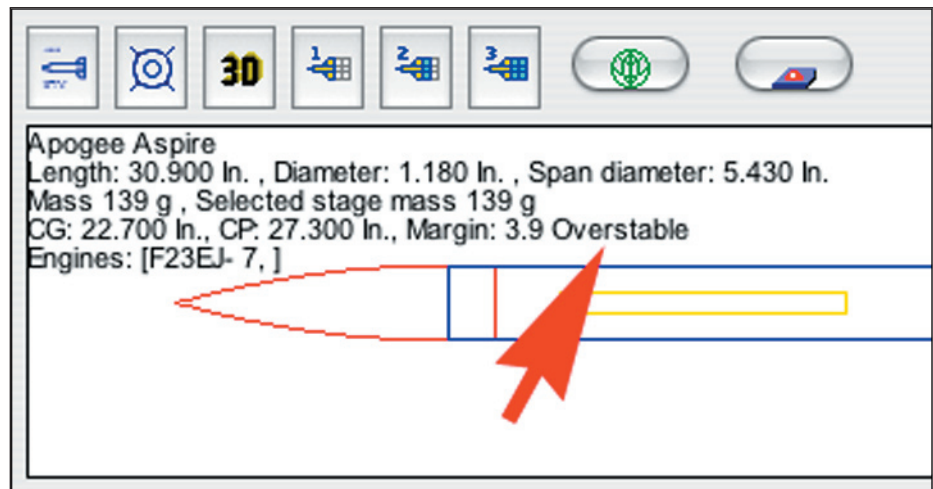 3D 1 2 3
Apogee Aspire
Length: 30.900 In. , Diameter: 1.180 In. , Span diameter: 5.430 In.
Mass 139 g , Selected stage mass 139 g
CG: 22.700 In., CP: 27.300 In., Margin: 3.9 Overstable
Engines: [F23EJ- 7, ]